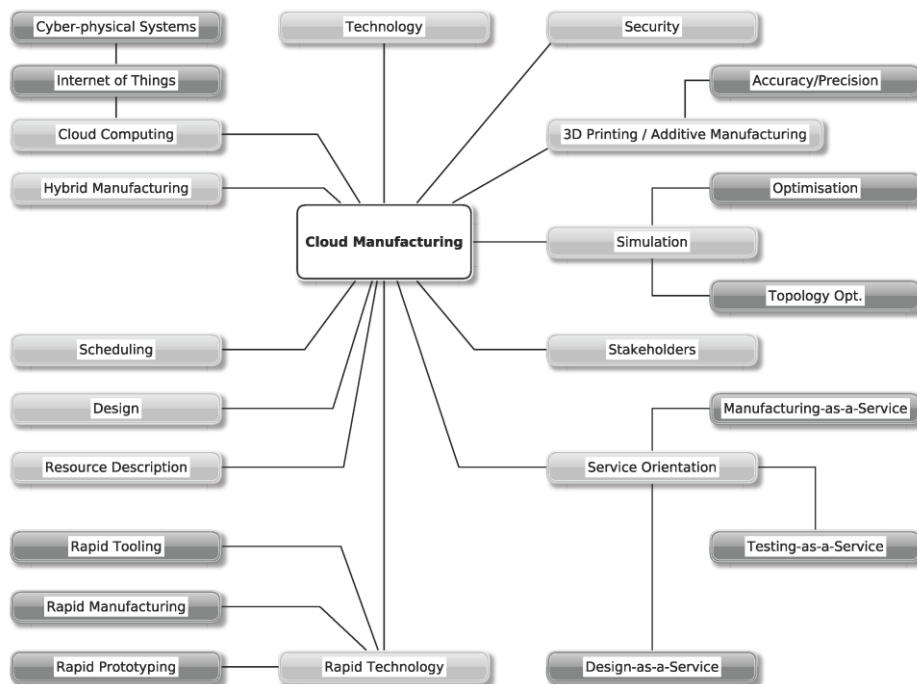 Cyber-physical Systems
Technology
Security
Internet of Things
Accuracy/Precision
Cloud Computing
3D Printing / Additive Manufacturing
Hybrid Manufacturing
Optimisation
Cloud Manufacturing
Simulation
Topology Opt.
Scheduling
Stakeholders
Design
Manufacturing-as-a-Service
Resource Description
Service Orientation
Rapid Tooling
Testing-as-a-Service
Rapid Manufacturing
Rapid Prototyping
Rapid Technology
Design-as-a-Service